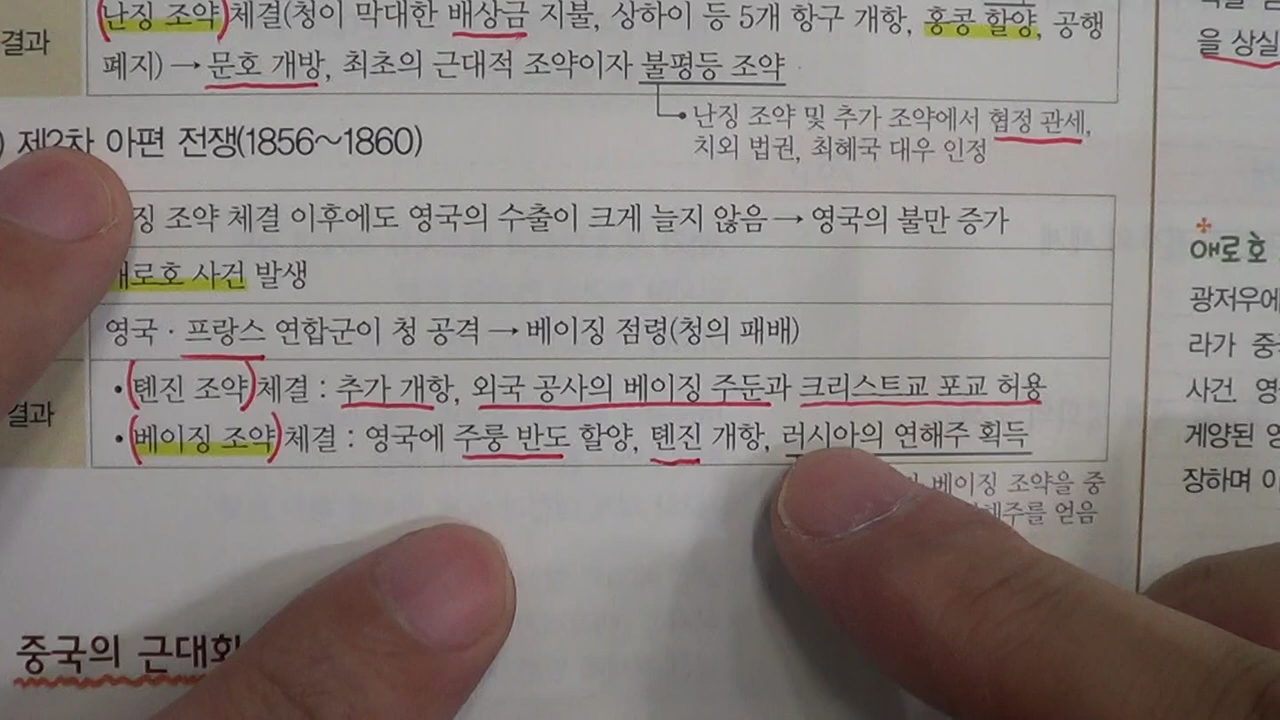 결과
(난징 조약)체결(청이 막대한 배상금 지불, 상하이 등 5개 항구 개항, 홍콩 할양, 공행
폐지) → 문호 개방, 최초의 근대적 조약이자 불평등 조약
난징 조약 및 추가 조약에서 협정 관세,
치외 법권, 최혜국 대우 인정
을 상실
) 제2차 아편 전쟁(1856~1860)
조약 체결 이후에도 영국의 수출이 크게 늘지 않음 → 영국의 불만 증가
사건 발생
영국·프랑스 연합군이 청 공격 → 베이징 점령(청의 패배)
결과
• (톈진 조약)체결 : 추가 개항, 외국 공사의 베이징 주둔과 크리스트교 포교 허용
• (베이징 조약)체결 : 영국에 주룽 반도 할양, 톈진 개항, 러시아의 연해주 획득
베이징 조약을 중
얻음
애로호
광저우에
라가 중
사건. 영
게양된 영
장하며 이
중국의